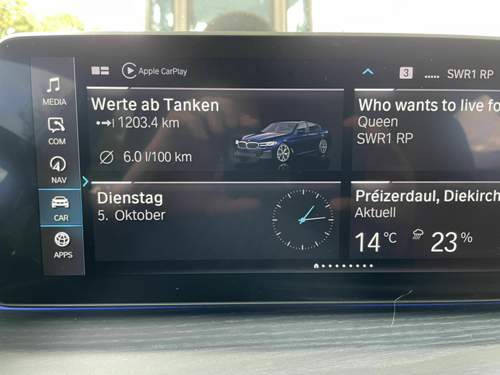 Apple CarPlay
3
SWR1 RP
MEDIA
COM
NAV
CAR
APPS
Werte ab Tanken
1203.4 km
Ø 6.0 l/100 km
Who wants to live fo
Queen
SWR1 RP
Dienstag
5. Oktober
Préizerdaul, Diekirch
Aktuell
14°C
23%